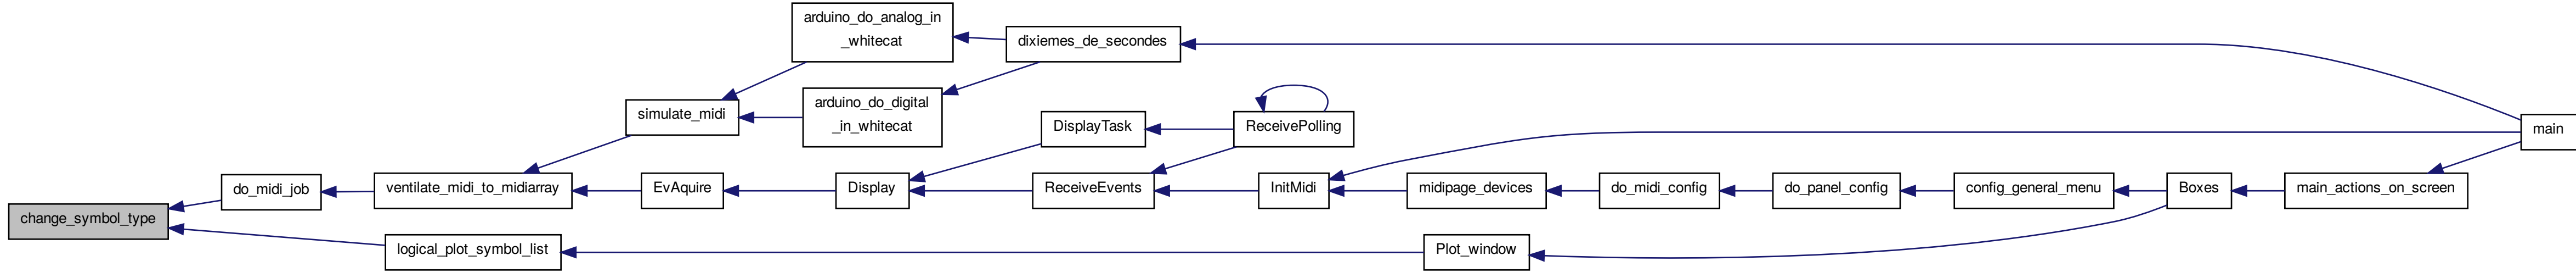 arduino_do_analog_in
_whitecat
dixiemes_de_secondes
simulate_midi
arduino_do_digital
_in_whitecat
DisplayTask
ReceivePolling
main
do_midi_job
ventilate_midi_to_midiarray
EvAquire
Display
ReceiveEvents
InitMidi
midipage_devices
do_midi_config
do_panel_config
config_general_menu
Boxes
main_actions_on_screen
change_symbol_type
logical_plot_symbol_list
Plot_window